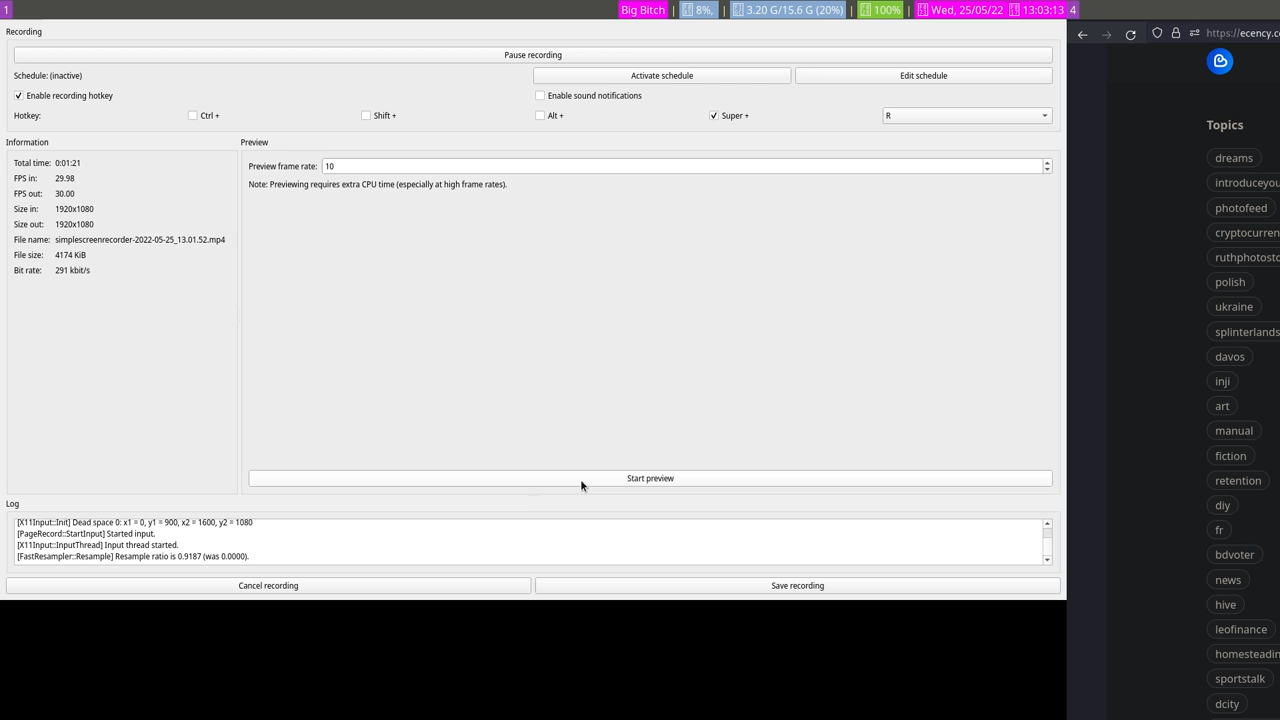 1
Big Bitch | 8%, | 3.20 G/15.6 G (20%) | 100% | Wed, 25/05/22 13:03:13 4
Recording
Pause recording
Schedule: (inactive)
Activate schedule
Edit schedule
Enable recording hotkey
Enable sound notifications
Hotkey:
Ctrl +
Shift +
Alt +
Super +
R
Information
Total time: 0:01:21
FPS in: 29.98
FPS out: 30.00
Size in: 1920x1080
Size out: 1920x1080
File name: simplescreenrecorder-2022-05-25_13.01.52.mp4
File size: 4174 KiB
Bit rate: 291 kbit/s
Preview
Preview frame rate: 10
Note: Previewing requires extra CPU time (especially at high frame rates).
Start preview
Log
[X11Input::Init] Dead space 0: x1 = 0, y1 = 900, x2 = 1600, y2 = 1080
[PageRecord::StartInput] Started input.
[X11Input::InputThread] Input thread started.
[FastResampler::Resample] Resample ratio is 0.9187 (was 0.0000).
Cancel recording
Save recording
https://ecency.c
Topics
dreams
introduceyou
photofeed
cryptocurren
ruthphotosto
polish
ukraine
splinterlands
davos
inji
art
manual
fiction
retention
diy
fr
bdvoter
news
hive
leofinance
homesteadin
sportstalk
dcity